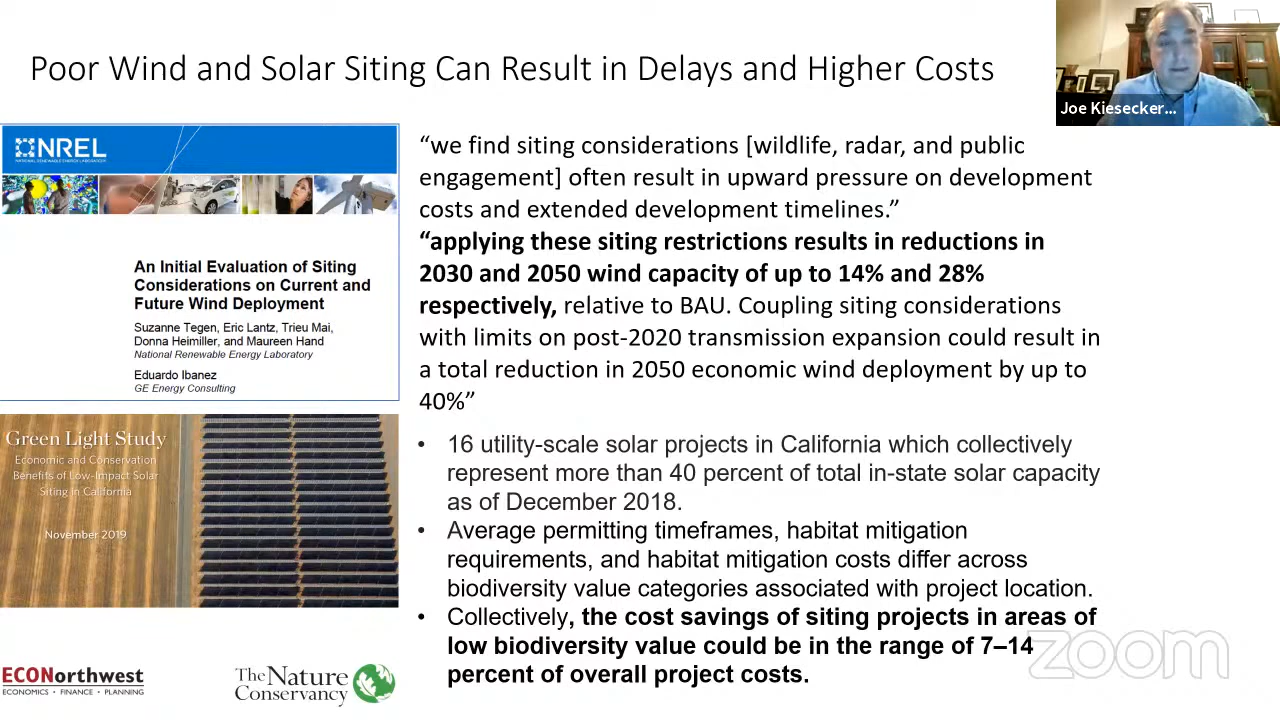 Poor Wind and Solar Siting Can Result in Delays and Higher Costs
Joe Kiesecker...
NREL
NATIONAL RENEWABLE ENERGY LABORATORY
An Initial Evaluation of Siting
Considerations on Current and
Future Wind Deployment
Suzanne Tegen, Eric Lantz, Trieu Mai,
Donna Heimiller, and Maureen Hand
National Renewable Energy Laboratory
Eduardo Ibanez
GE Energy Consulting
“we find siting considerations [wildlife, radar, and public
engagement] often result in upward pressure on development
costs and extended development timelines.”
“applying these siting restrictions results in reductions in
2030 and 2050 wind capacity of up to 14% and 28%
respectively, relative to BAU. Coupling siting considerations
with limits on post-2020 transmission expansion could result in
a total reduction in 2050 economic wind deployment by up to
40%”
Green Light Study
Economic and Conservation
Benefits of Low-Impact Solar
Siting in California
November 2019
• 16 utility-scale solar projects in California which collectively
represent more than 40 percent of total in-state solar capacity
as of December 2018.
• Average permitting timeframes, habitat mitigation
requirements, and habitat mitigation costs differ across
biodiversity value categories associated with project location.
• Collectively, the cost savings of siting projects in areas of
low biodiversity value could be in the range of 7–14
percent of overall project costs.
ECONorthwest
ECONOMICS • FINANCE • PLANNING
The Nature
Conservancy
zoom